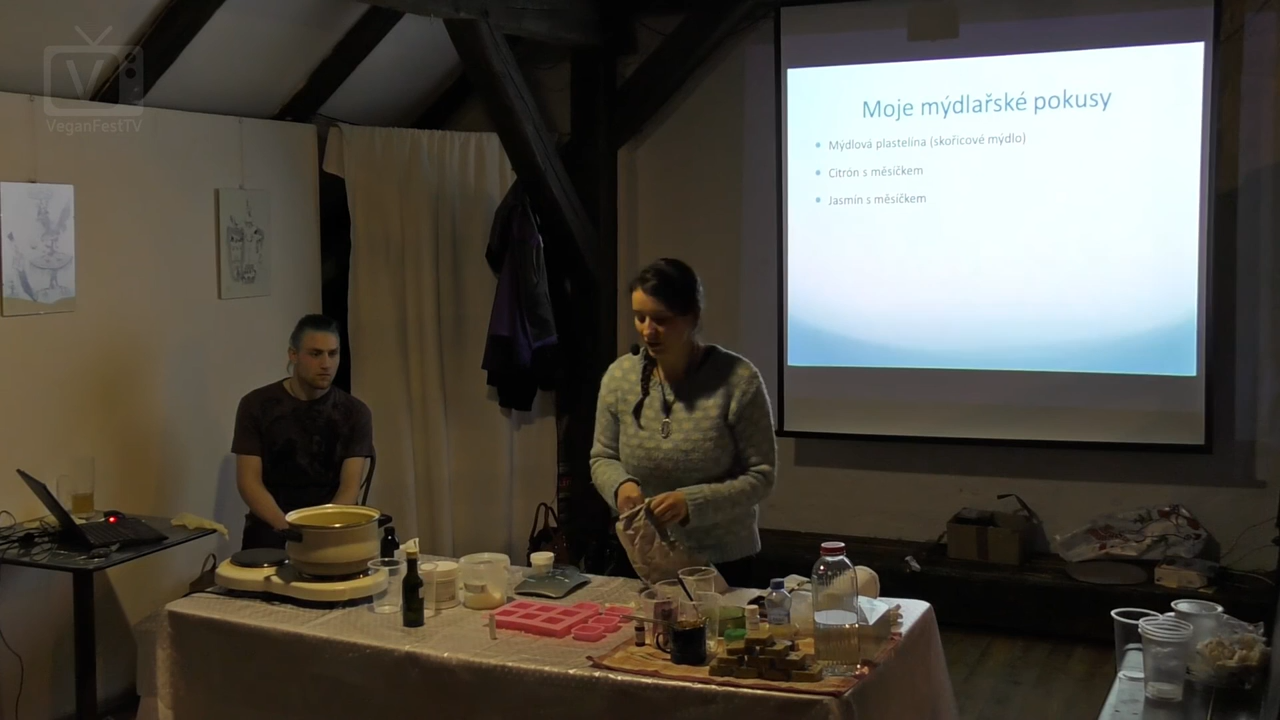 V
VeganFestTV
Moje mýdlařské pokusy
Mýdlová plastelína (skořicové mýdlo)
Citrón s měsíčkem
Jasmín s měsíčkem